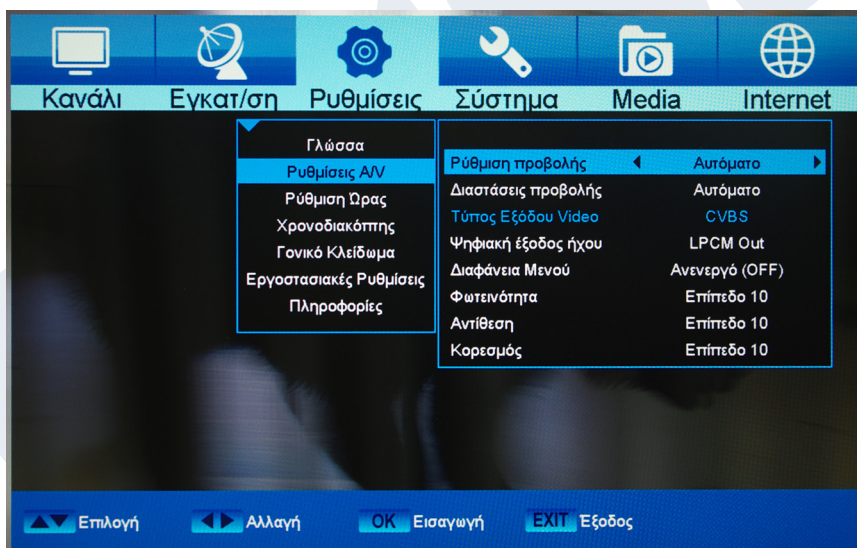 Κανάλι Εγκατ/ση Ρυθμίσεις Σύστημα Media Internet
Γλώσσα
Ρυθμίσεις A/V
Ρύθμιση Ώρας
Χρονοδιακόπτης
Γονικό Κλείδωμα
Εργοστασιακές Ρυθμίσεις
Πληροφορίες
Ρύθμιση προβολής Αυτόματο
Διαστάσεις προβολής Αυτόματο
Τύπος Εξόδου Video CVBS
Ψηφιακή έξοδος ήχου LPCM Out
Διαφάνεια Μενού Ανενεργό (OFF)
Φωτεινότητα Επίπεδο 10
Αντίθεση Επίπεδο 10
Κορεσμός Επίπεδο 10
Επιλογή Αλλαγή OK Εισαγωγή EXIT Έξοδος